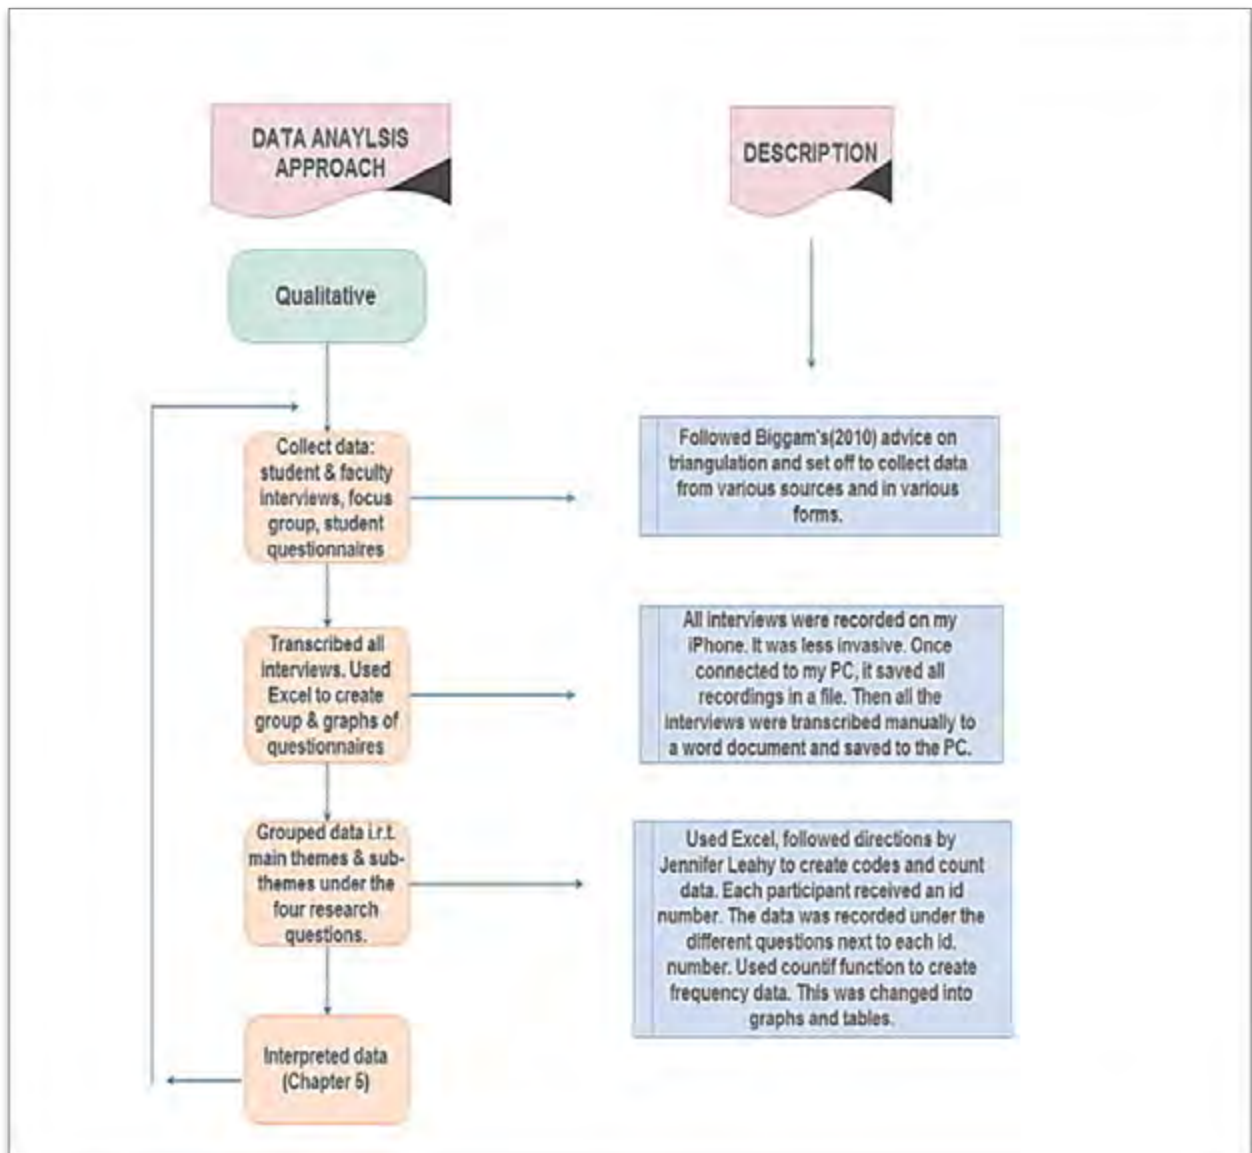 DATA ANAYLSIS
APPROACH
DESCRIPTION
Qualitative
Collect data:
student & faculty
interviews, focus
group, student
questionnaires
Followed Biggam's(2010) advice on
triangulation and set off to collect data
from various sources and in various
forms.
Transcribed all
interviews. Used
Excel to create
group & graphs of
questionnaires
All interviews were recorded on my
iPhone. It was less invasive. Once
connected to my PC, it saved all
recordings in a file. Then all the
interviews were transcribed manually to
a word document and saved to the PC.
Grouped data i.r.t.
main themes & sub-
themes under the
four research
questions.
Used Excel, followed directions by
Jennifer Leahy to create codes and count
data. Each participant received an id
number. The data was recorded under the
different questions next to each id.
number. Used countif function to create
frequency data. This was changed into
graphs and tables.
Interpreted data
(Chapter 5)